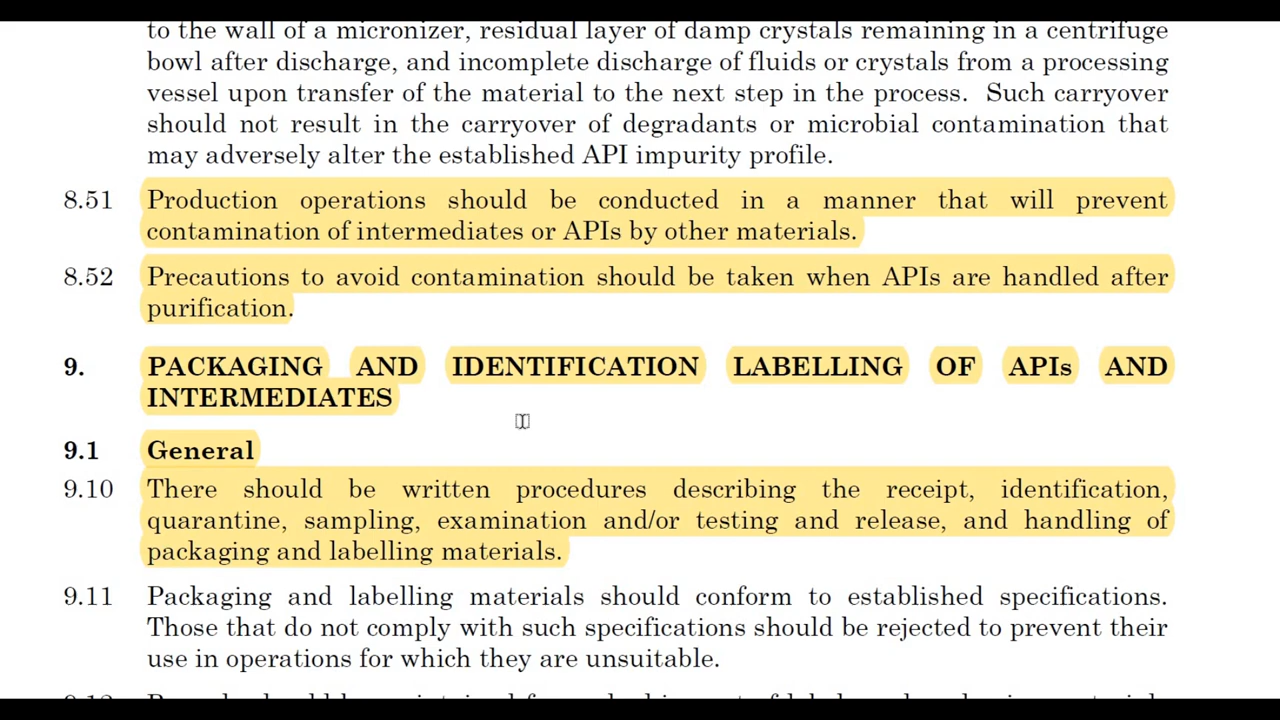 to the wall of a micronizer, residual layer of damp crystals remaining in a centrifuge
bowl after discharge, and incomplete discharge of fluids or crystals from a processing
vessel upon transfer of the material to the next step in the process. Such carryover
should not result in the carryover of degradants or microbial contamination that
may adversely alter the established API impurity profile.
8.51 Production operations should be conducted in a manner that will prevent
contamination of intermediates or APIs by other materials.
8.52 Precautions to avoid contamination should be taken when APIs are handled after
purification.
9. PACKAGING AND IDENTIFICATION LABELLING OF APIs AND
INTERMEDIATES
9.1 General
9.10 There should be written procedures describing the receipt, identification,
quarantine, sampling, examination and/or testing and release, and handling of
packaging and labelling materials.
9.11 Packaging and labelling materials should conform to established specifications.
Those that do not comply with such specifications should be rejected to prevent their
use in operations for which they are unsuitable.